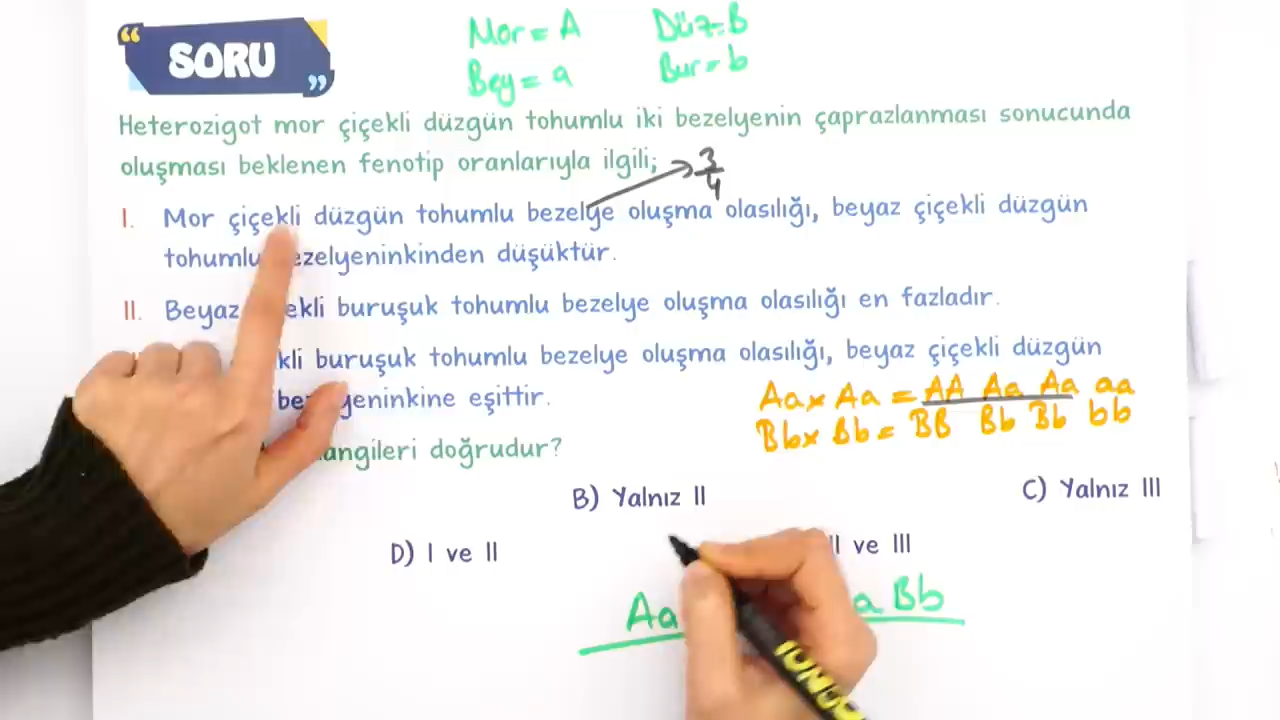 Mor = A Düz = B
Bey = a Bur = b
“ SORU ”
Heterozigot mor çiçekli düzgün tohumlu iki bezelyenin çaprazlanması sonucunda
oluşması beklenen fenotip oranlarıyla ilgili;
3/4
I. Mor çiçekli düzgün tohumlu bezelye oluşma olasılığı, beyaz çiçekli düzgün
tohumlu ezelyeninkinden düşüktür.
II. Beyaz ekli buruşuk tohumlu bezelye oluşma olasılığı en fazladır.
kli buruşuk tohumlu bezelye oluşma olasılığı, beyaz çiçekli düzgün
be yeninkine eşittir.
Aa x Aa = AA Aa Aa aa
Bb x Bb = BB Bb Bb bb
angileri doğrudur?
B) Yalnız II C) Yalnız III
D) I ve II II ve III
Aa a Bb